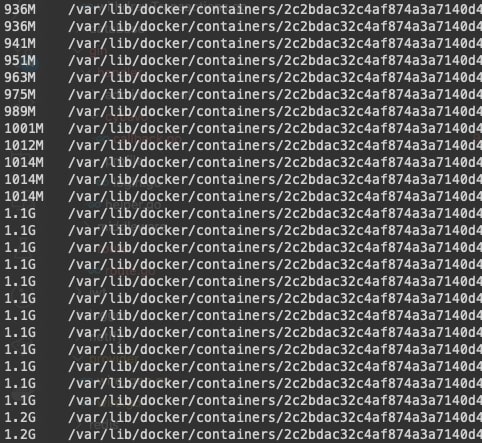 936M /var/lib/docker/containers/2c2bdac32c4af874a3a7140d4
936M /var/lib/docker/containers/2c2bdac32c4af874a3a7140d4
941M /var/lib/docker/containers/2c2bdac32c4af874a3a7140d4
951M /var/lib/docker/containers/2c2bdac32c4af874a3a7140d4
963M /var/lib/docker/containers/2c2bdac32c4af874a3a7140d4
975M /var/lib/docker/containers/2c2bdac32c4af874a3a7140d4
989M /var/lib/docker/containers/2c2bdac32c4af874a3a7140d4
1001M /var/lib/docker/containers/2c2bdac32c4af874a3a7140d4
1012M /var/lib/docker/containers/2c2bdac32c4af874a3a7140d4
1014M /var/lib/docker/containers/2c2bdac32c4af874a3a7140d4
1014M /var/lib/docker/containers/2c2bdac32c4af874a3a7140d4
1014M /var/lib/docker/containers/2c2bdac32c4af874a3a7140d4
1.1G /var/lib/docker/containers/2c2bdac32c4af874a3a7140d4
1.1G /var/lib/docker/containers/2c2bdac32c4af874a3a7140d4
1.1G /var/lib/docker/containers/2c2bdac32c4af874a3a7140d4
1.1G /var/lib/docker/containers/2c2bdac32c4af874a3a7140d4
1.1G /var/lib/docker/containers/2c2bdac32c4af874a3a7140d4
1.1G /var/lib/docker/containers/2c2bdac32c4af874a3a7140d4
1.1G /var/lib/docker/containers/2c2bdac32c4af874a3a7140d4
1.1G /var/lib/docker/containers/2c2bdac32c4af874a3a7140d4
1.1G /var/lib/docker/containers/2c2bdac32c4af874a3a7140d4
1.1G /var/lib/docker/containers/2c2bdac32c4af874a3a7140d4
1.1G /var/lib/docker/containers/2c2bdac32c4af874a3a7140d4
1.1G /var/lib/docker/containers/2c2bdac32c4af874a3a7140d4
1.2G /var/lib/docker/containers/2c2bdac32c4af874a3a7140d4
1.2G /var/lib/docker/containers/2c2bdac32c4af874a3a7140d4